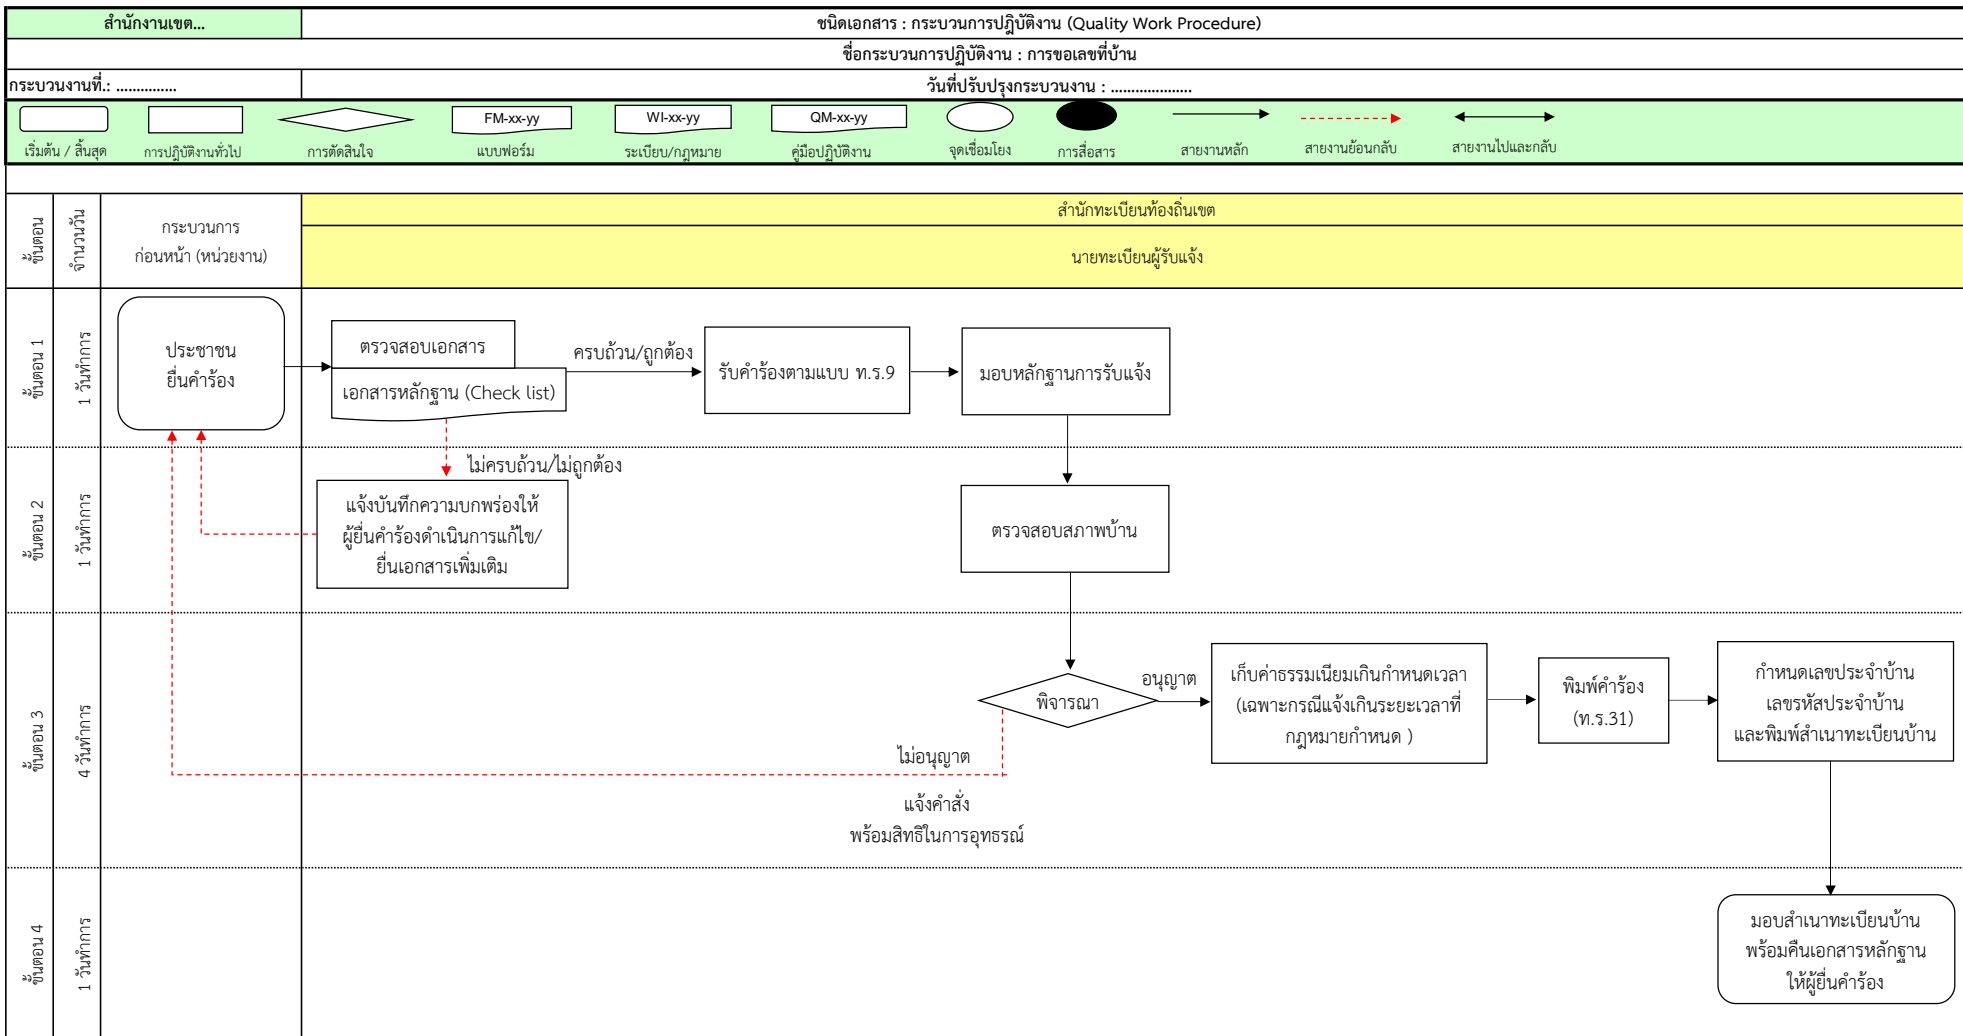 สำนักงานเขต...
ชนิดเอกสาร : กระบวนการปฏิบัติงาน (Quality Work Procedure)
ชื่อกระบวนการปฏิบัติงาน : การขอเลขที่บ้าน
กระบวนงานที่.: ...............
วันที่ปรับปรุงกระบวนงาน : ....................
FM-xx-yy
WI-xx-yy
QM-xx-yy
เริ่มต้น / สิ้นสุด
การปฏิบัติงานทั่วไป
การตัดสินใจ
แบบฟอร์ม
ระเบียบ/กฎหมาย
คู่มือปฏิบัติงาน
จุดเชื่อมโยง
การสื่อสาร
สายงานหลัก
สายงานย้อนกลับ
สายงานไปและกลับ
ขั้นตอน
จำนวนวัน
กระบวนการ
ก่อนหน้า (หน่วยงาน)
สำนักทะเบียนท้องถิ่นเขต
นายทะเบียนผู้รับแจ้ง
ขั้นตอน 1
1 วันทำการ
ประชาชน
ยื่นคำร้อง
ตรวจสอบเอกสาร
เอกสารหลักฐาน (Check list)
ครบถ้วน/ถูกต้อง
รับคำร้องตามแบบ ท.ร.9
มอบหลักฐานการรับแจ้ง
ไม่ครบถ้วน/ไม่ถูกต้อง
ขั้นตอน 2
1 วันทำการ
แจ้งบันทึกความบกพร่องให้
ผู้ยื่นคำร้องดำเนินการแก้ไข/
ยื่นเอกสารเพิ่มเติม
ตรวจสอบสภาพบ้าน
ขั้นตอน 3
4 วันทำการ
พิจารณา
อนุญาต
เก็บค่าธรรมเนียมเกินกำหนดเวลา
(เฉพาะกรณีแจ้งเกินระยะเวลาที่
กฎหมายกำหนด )
พิมพ์คำร้อง
(ท.ร.31)
กำหนดเลขประจำบ้าน
เลขรหัสประจำบ้าน
และพิมพ์สำเนาทะเบียนบ้าน
ไม่อนุญาต
แจ้งคำสั่ง
พร้อมสิทธิในการอุทธรณ์
ขั้นตอน 4
1 วันทำการ
มอบสำเนาทะเบียนบ้าน
พร้อมคืนเอกสารหลักฐาน
ให้ผู้ยื่นคำร้อง